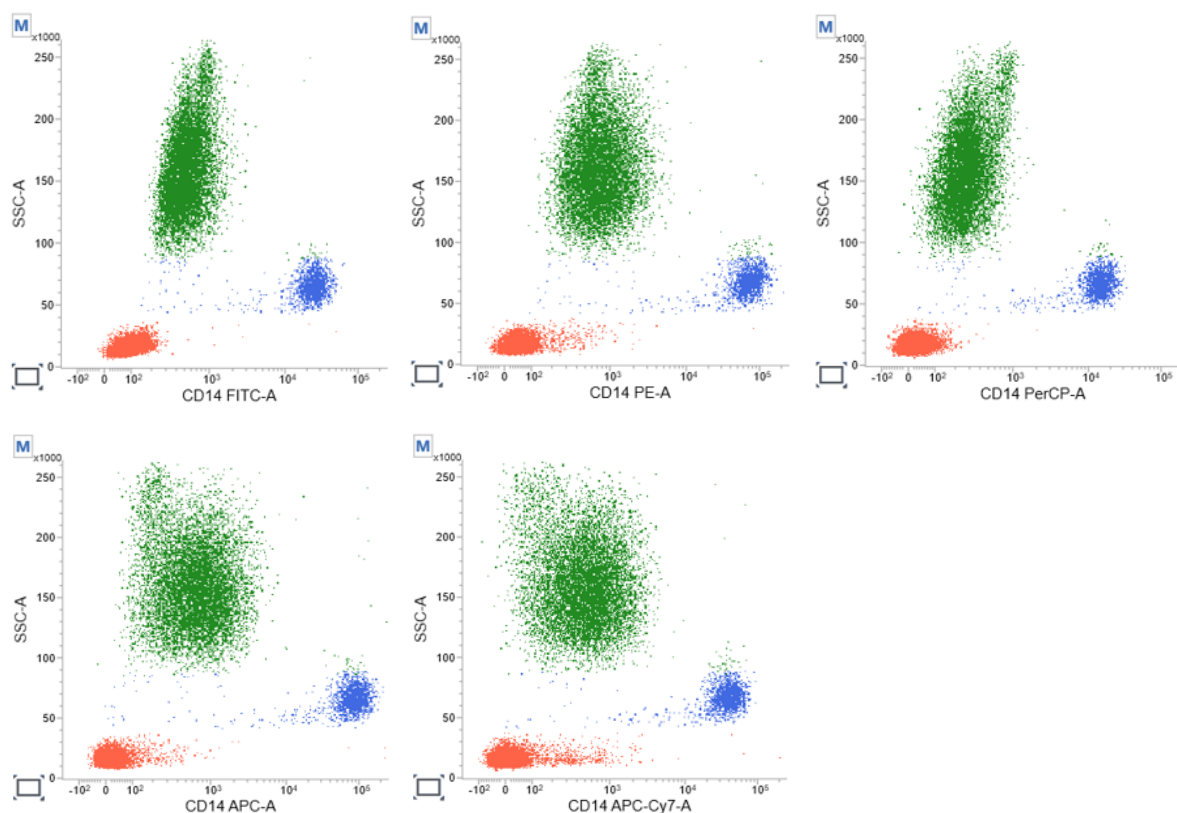 M
x1000
250
200
150
100
50
0
SSC-A
-10² 0 10² 10³ 10⁴ 10⁵
CD14 FITC-A
M
x1000
250
200
150
100
50
0
SSC-A
-10² 0 10² 10³ 10⁴ 10⁵
CD14 PE-A
M
x1000
250
200
150
100
50
0
SSC-A
-10² 0 10² 10³ 10⁴ 10⁵
CD14 PerCP-A
M
x1000
250
200
150
100
50
0
SSC-A
-10² 0 10² 10³ 10⁴ 10⁵
CD14 APC-A
M
x1000
250
200
150
100
50
0
SSC-A
-10² 0 10² 10³ 10⁴ 10⁵
CD14 APC-Cy7-A